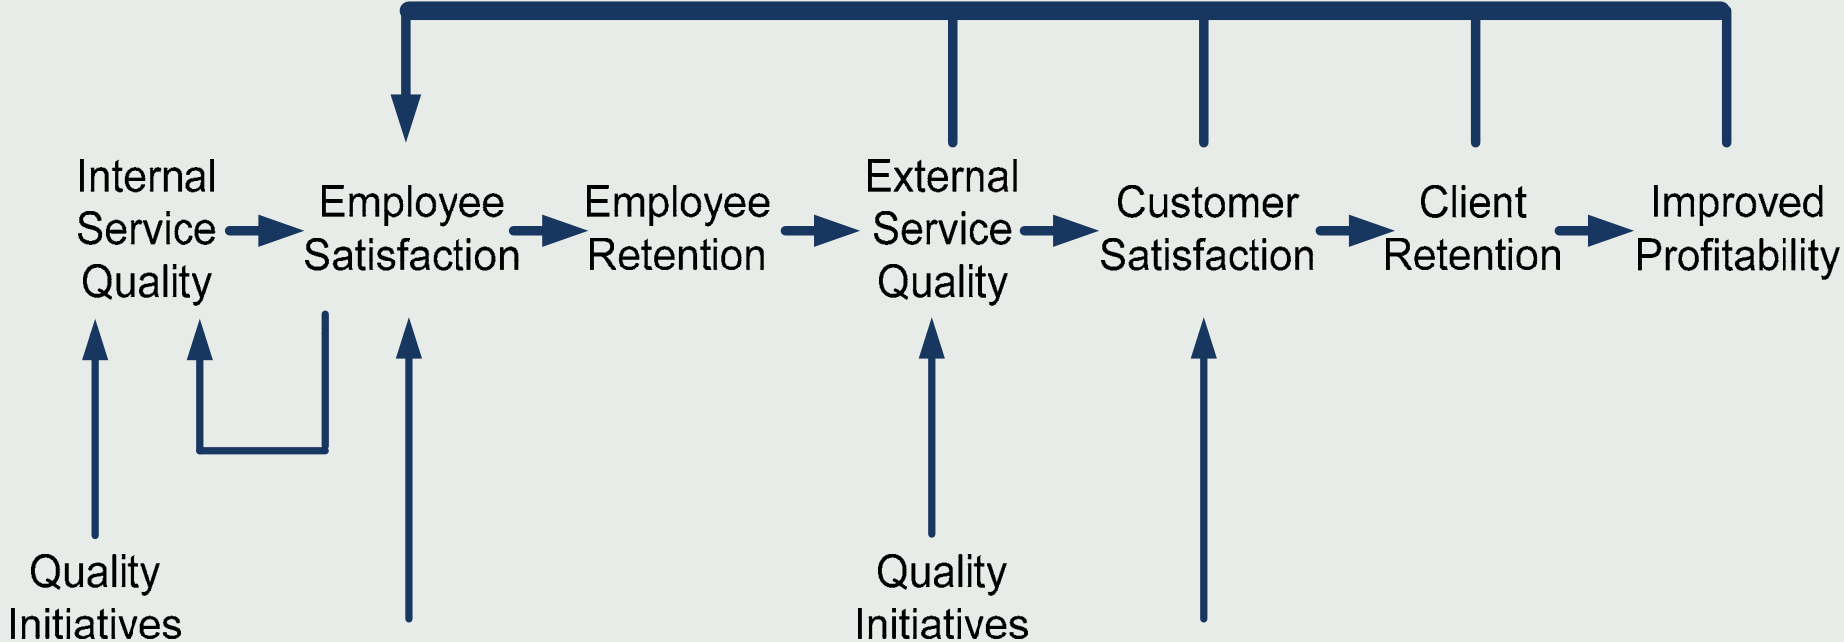 Internal
Service
Quality
Employee
Satisfaction
Employee
Retention
External
Service
Quality
Customer
Satisfaction
Client
Retention
Improved
Profitability
Quality
Initiatives
Quality
Initiatives